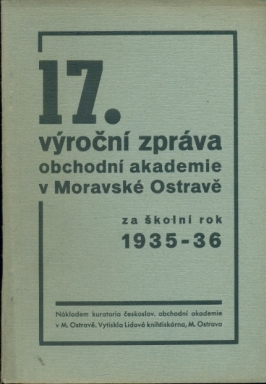 17.
výroční zpráva
obchodní akademie
v Moravské Ostravě
za školní rok
1935-36
Nákladem kuratoria českoslov. obchodní akademie
v M. Ostravě. Vytiskla Lidová knihtiskárna, M. Ostrava